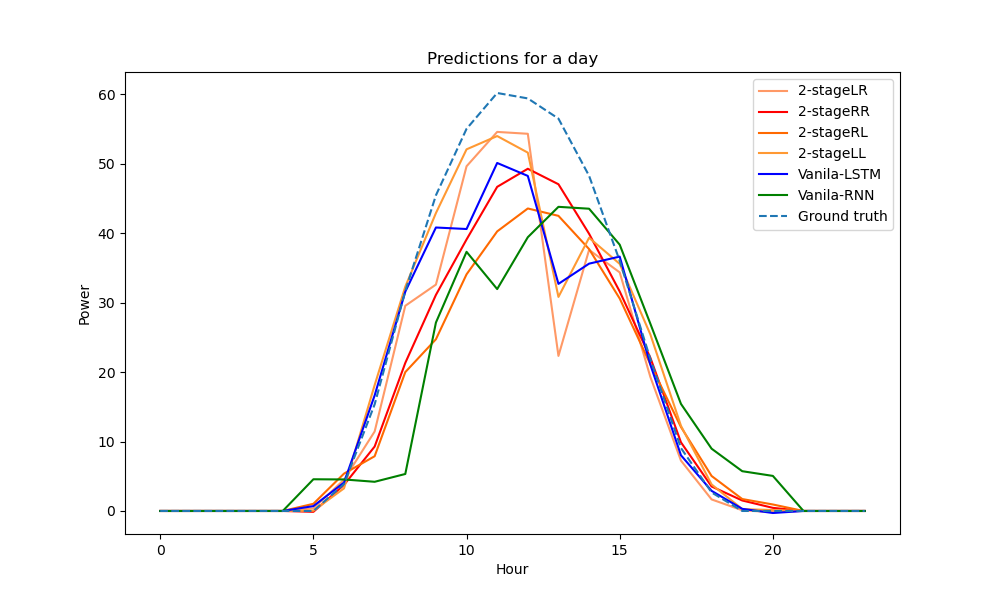 Predictions for a day
2-stageLR
2-stageRR
2-stageRL
2-stageLL
Vanila-LSTM
Vanila-RNN
Ground truth
60
50
40
30
20
10
0
Power
0 5 10 15 20
Hour